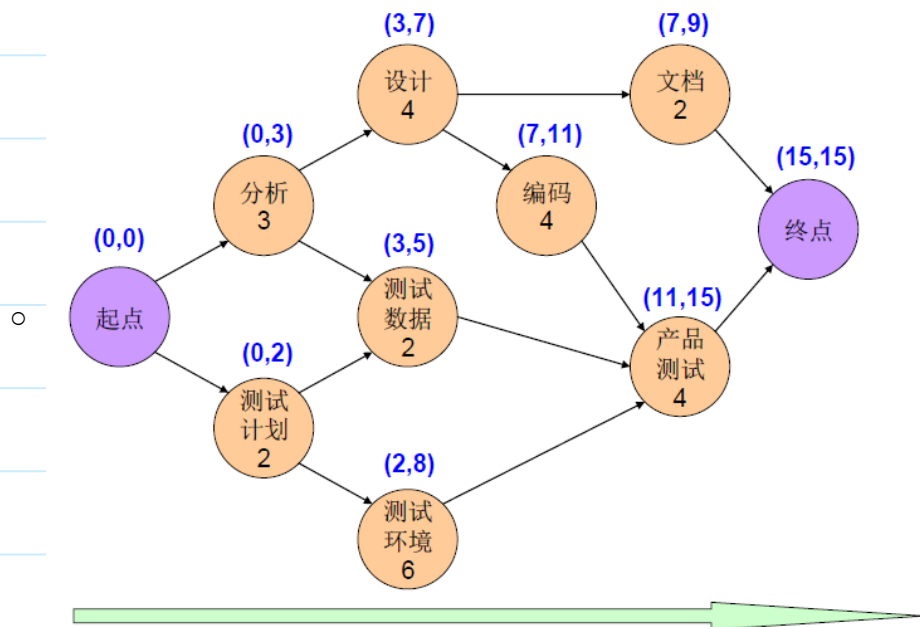 (3,7)
设计
4
(7,9)
文档
2
(0,3)
分析
3
(7,11)
编码
4
(15,15)
终点
(0,0)
起点
(3,5)
测试
数据
2
(11,15)
产品
测试
4
(0,2)
测试
计划
2
(2,8)
测试
环境
6